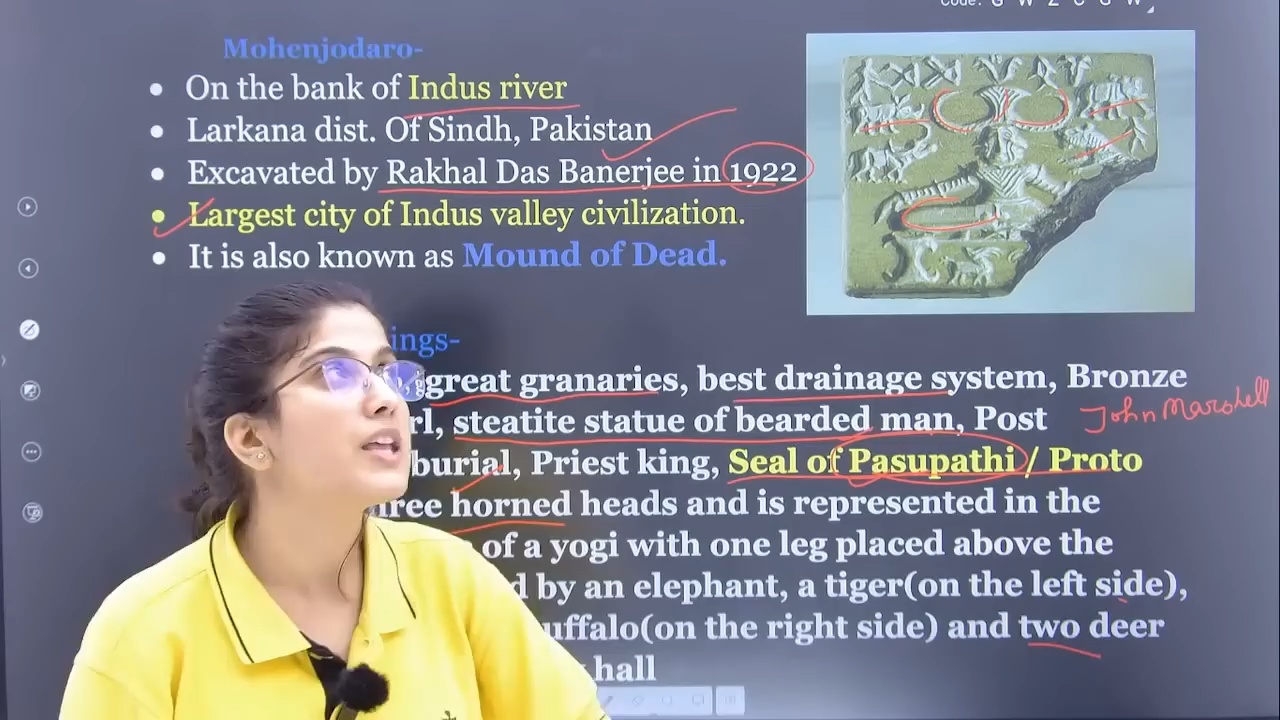 Code: G W Z C G W
Mohenjodaro-
• On the bank of Indus river
• Larkana dist. Of Sindh, Pakistan
• Excavated by Rakhal Das Banerjee in 1922
• Largest city of Indus valley civilization.
• It is also known as Mound of Dead.
ings-
great granaries, best drainage system, Bronze
rl, steatite statue of bearded man, Post
John Marshell
burial, Priest king, Seal of Pasupathi / Proto
hree horned heads and is represented in the
of a yogi with one leg placed above the
d by an elephant, a tiger(on the left side),
uffalo(on the right side) and two deer
hall